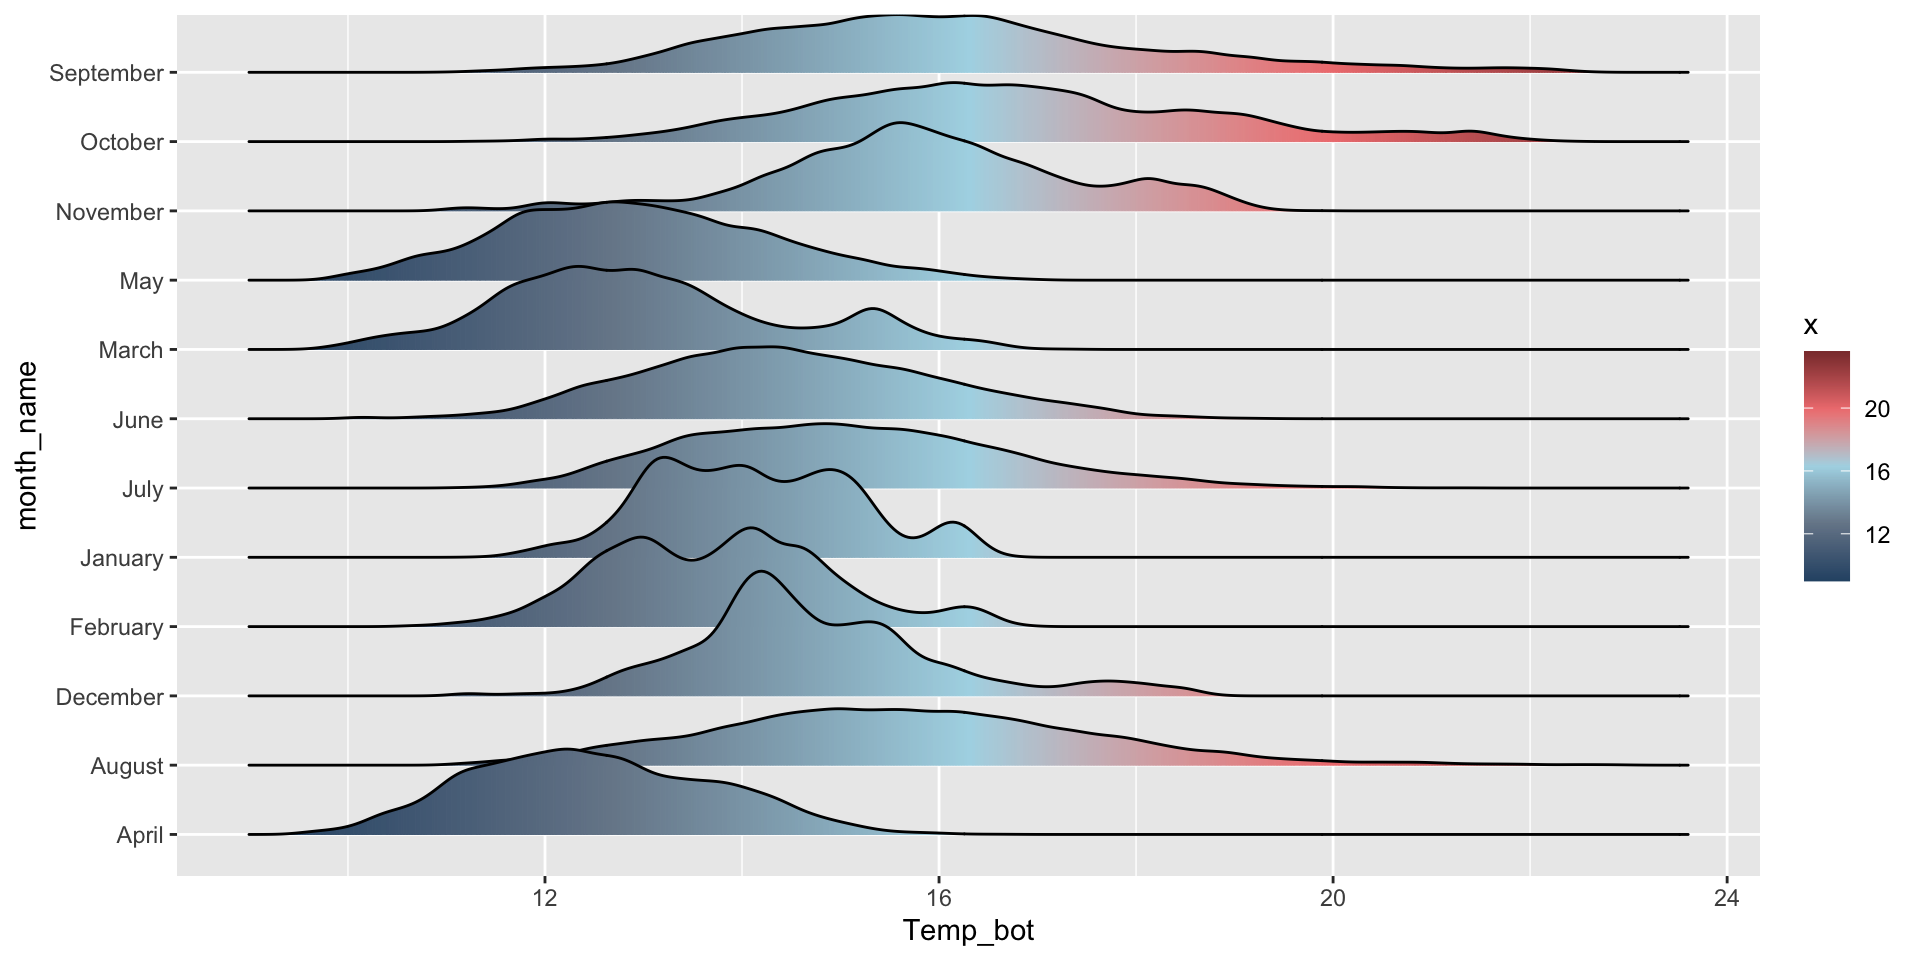 September
October
November
May
March
June
July
January
February
December
August
April
month_name
12
16
20
24
Temp_bot
x
20
16
12